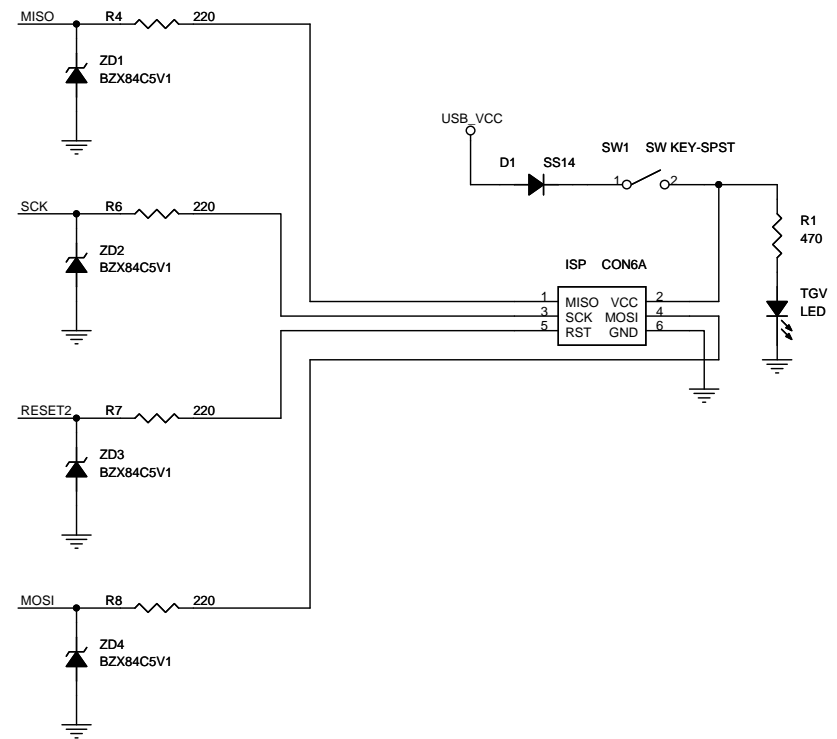 MISO R4 220
ZD1
BZX84C5V1
USB_VCC
D1 SS14
SW1 SW KEY-SPST
1 2
SCK R6 220
ZD2
BZX84C5V1
R1
470
ISP CON6A
1 MISO VCC 2
3 SCK MOSI 4
5 RST GND 6
TGV
LED
RESET2 R7 220
ZD3
BZX84C5V1
MOSI R8 220
ZD4
BZX84C5V1